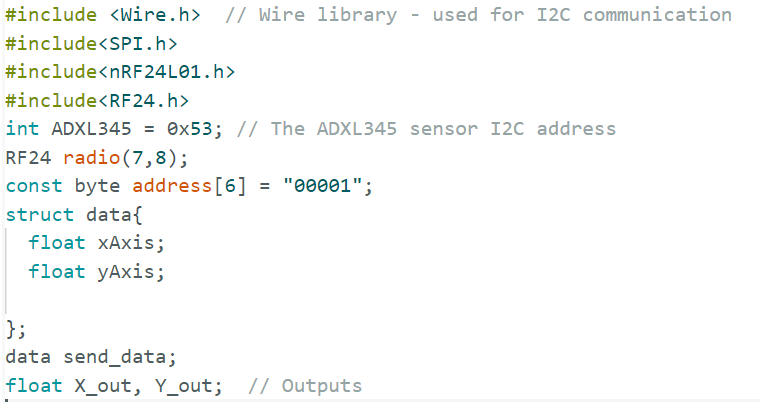 #include <Wire.h>  // Wire library - used for I2C communication
#include<SPI.h>
#include<nRF24L01.h>
#include<RF24.h>
int ADXL345 = 0x53; // The ADXL345 sensor I2C address
RF24 radio(7,8);
const byte address[6] = "00001";
struct data{
  float xAxis;
  float yAxis;
};
data send_data;
float X_out, Y_out;  // Outputs